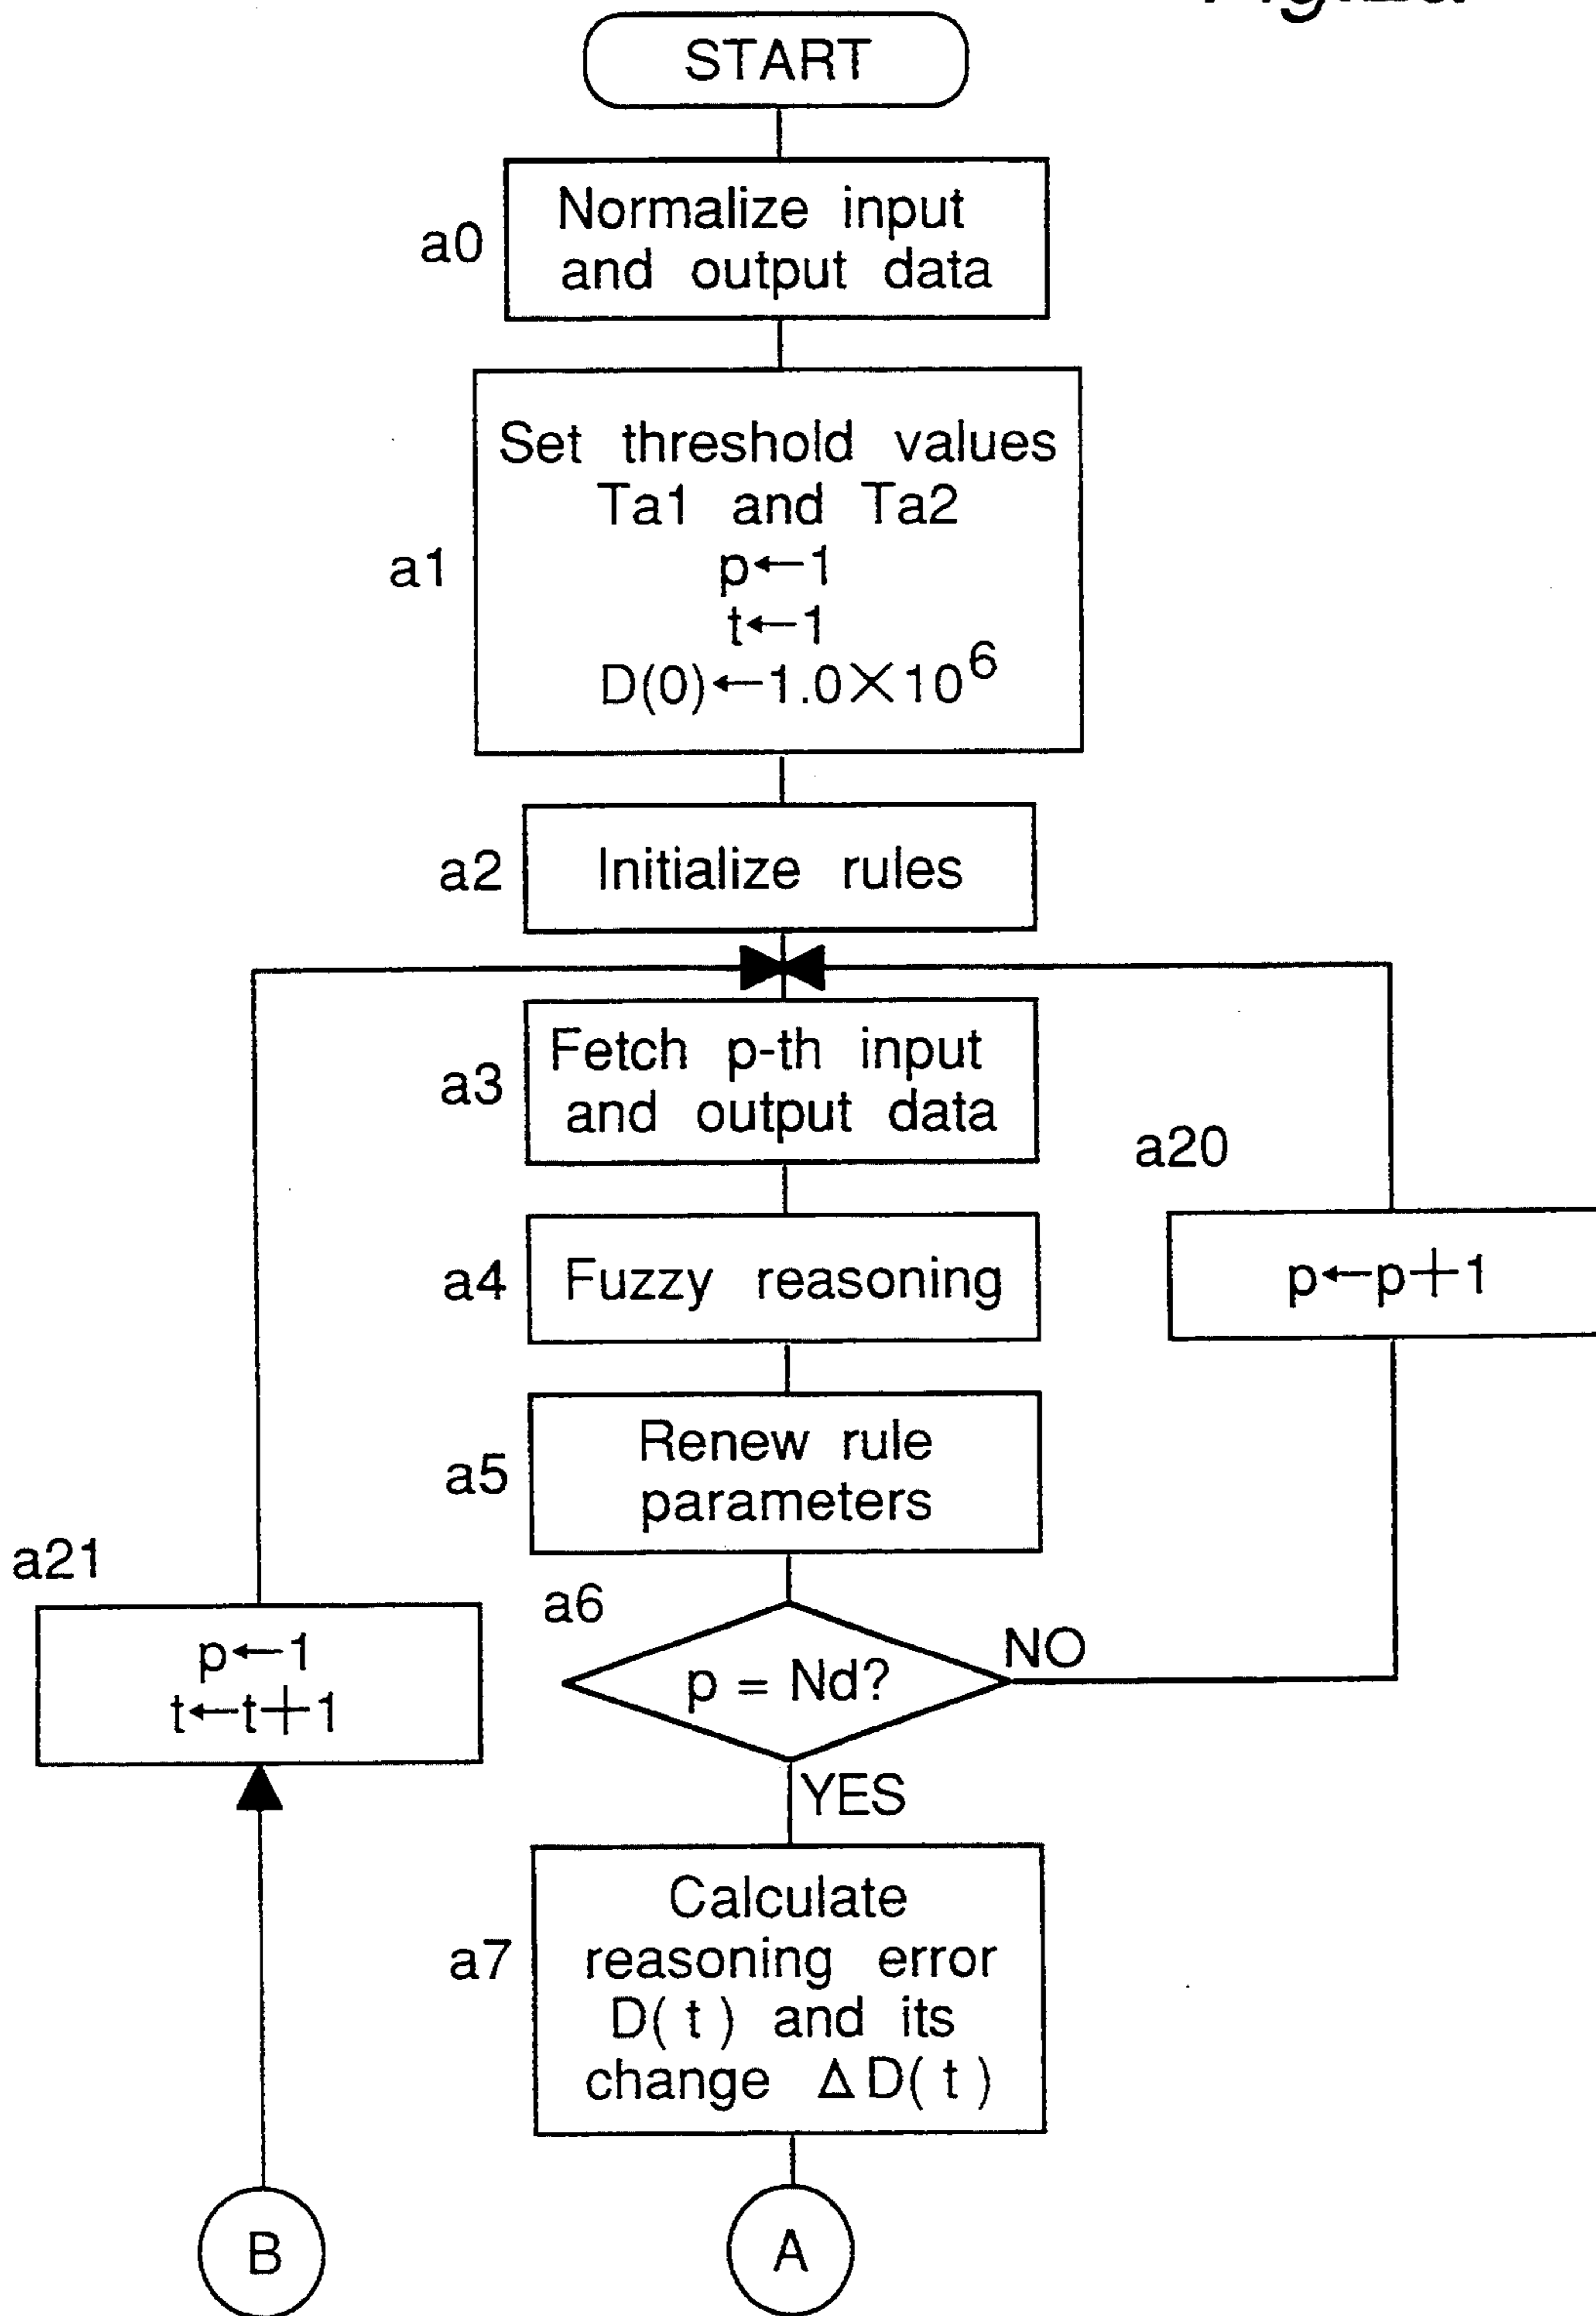 START
a0
Normalize input
and output data
a1
Set threshold values
Ta1 and Ta2
p←1
t←1
D(0)←1.0×10⁶
a2
Initialize rules
a3
Fetch p-th input
and output data
a20
p←p+1
a4
Fuzzy reasoning
a5
Renew rule
parameters
a21
p←1
t←t+1
a6
p = Nd?
NO
YES
a7
Calculate
reasoning error
D( t ) and its
change ΔD( t )
B
A